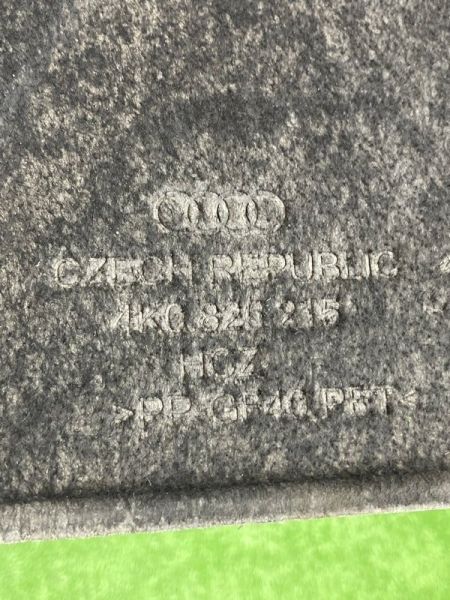 CZECH REPUBLIC
4K0 825 215
HCZ
>PP GF40 PET<